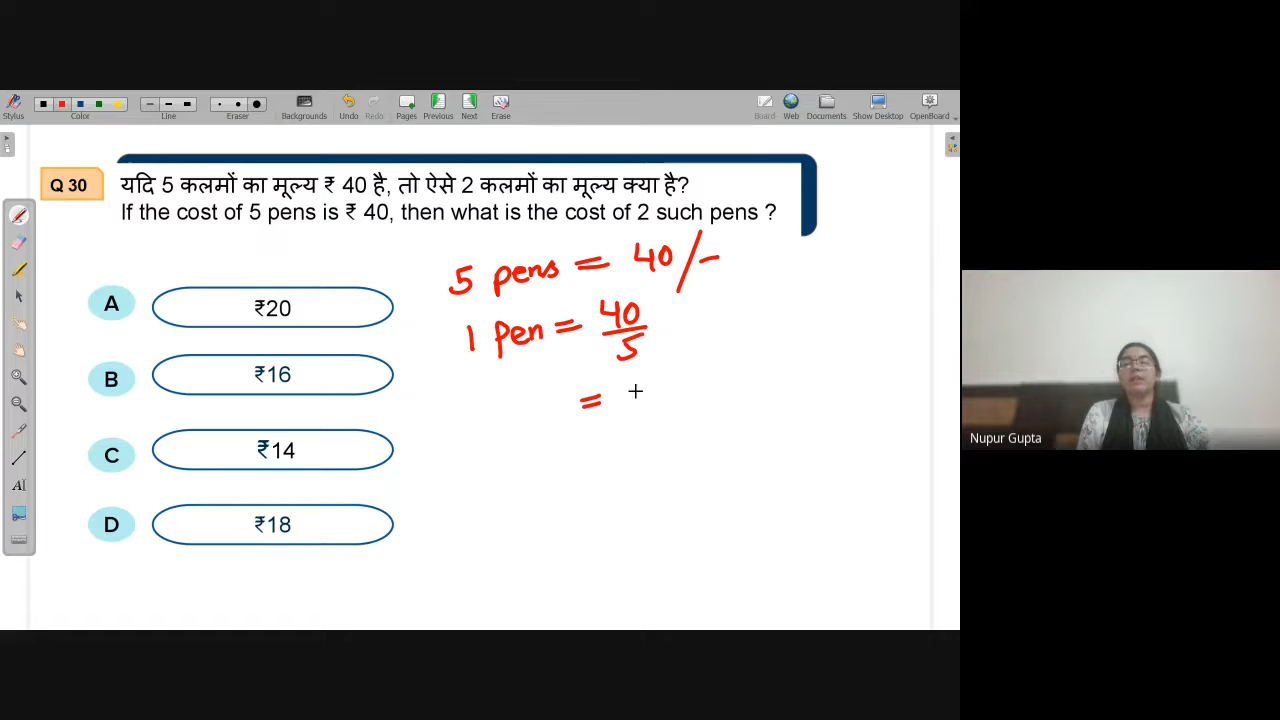 Stylus
Color
Line
Eraser
Backgrounds
Undo
Redo
Pages
Previous
Next
Erase
Board
Web
Documents
Show Desktop
OpenBoard
Q 30
यदि 5 कलमों का मूल्य ₹ 40 है, तो ऐसे 2 कलमों का मूल्य क्या है?
If the cost of 5 pens is ₹ 40, then what is the cost of 2 such pens ?
5 pens = 40/-
A ₹20
1 pen = 40/5
B ₹16
=
C ₹14
D ₹18
Nupur Gupta